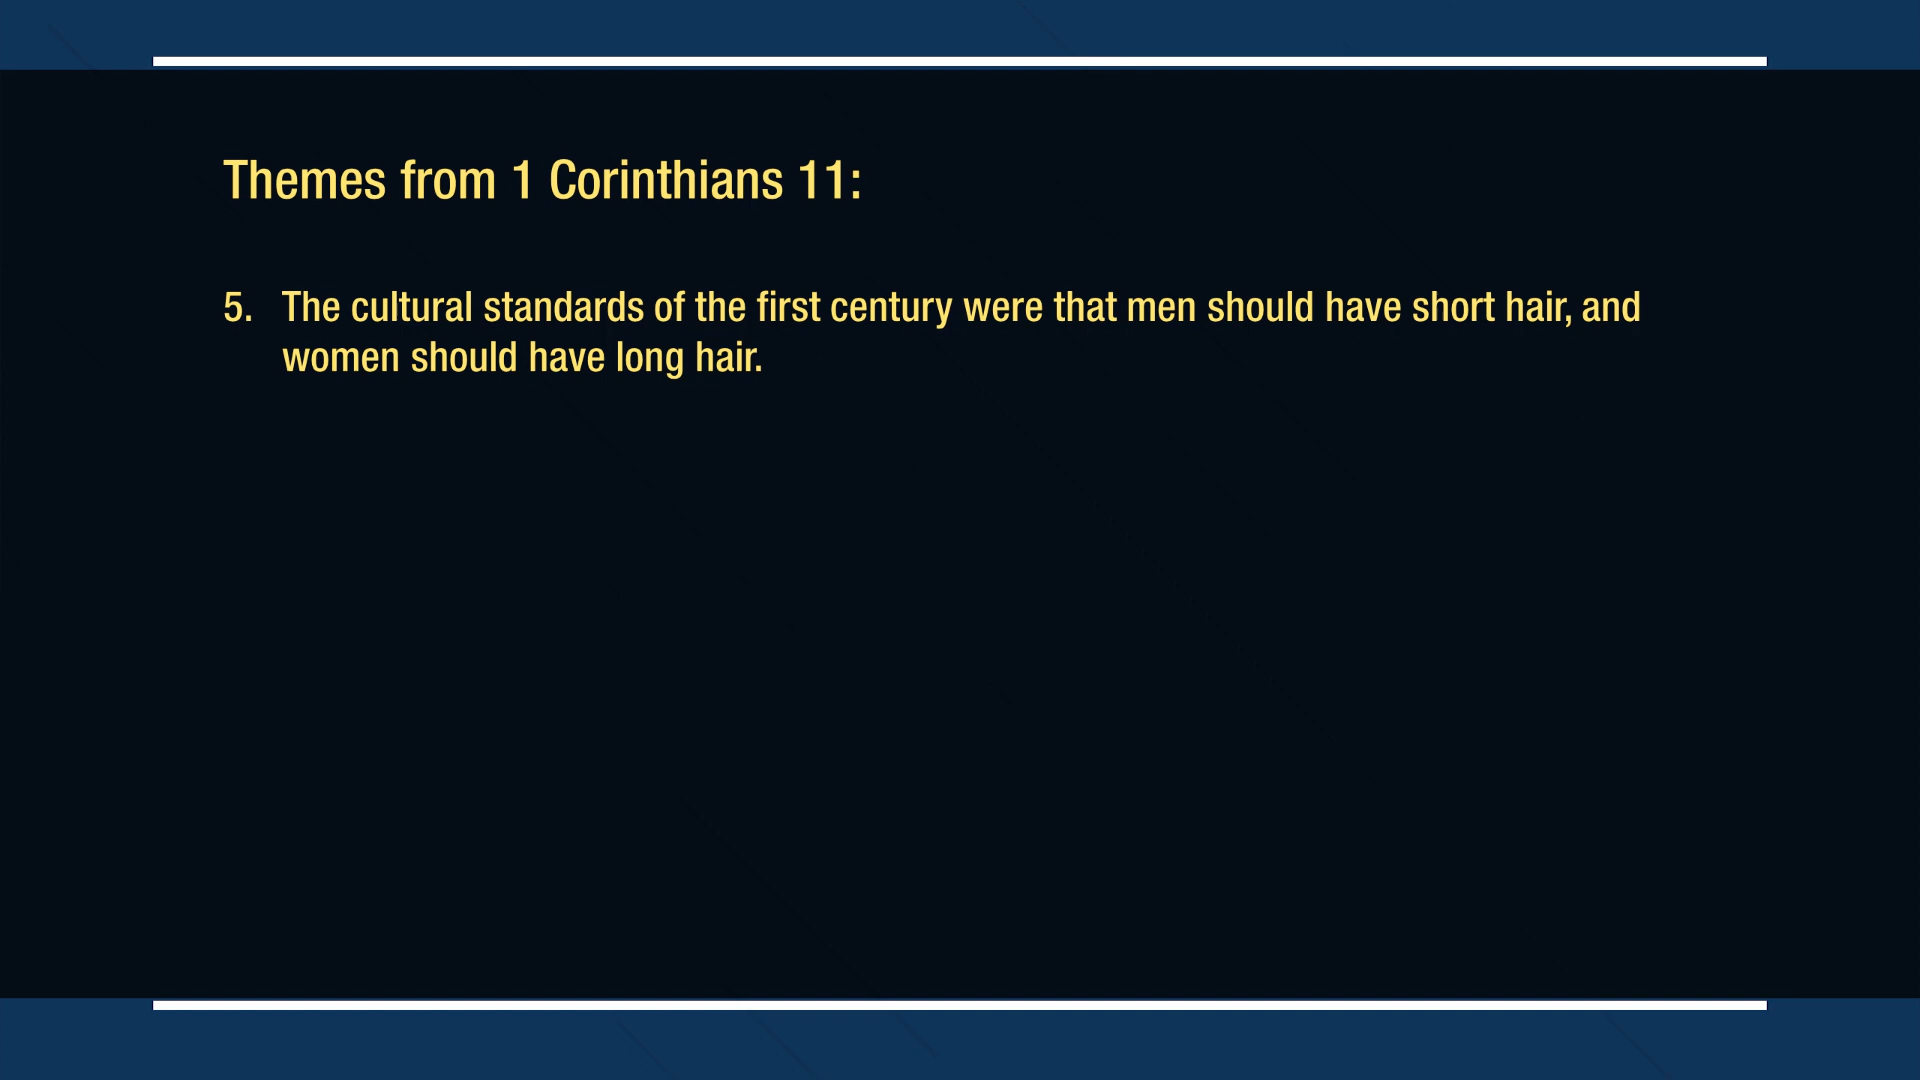 Themes from 1 Corinthians 11:
5. The cultural standards of the first century were that men should have short hair, and
women should have long hair.